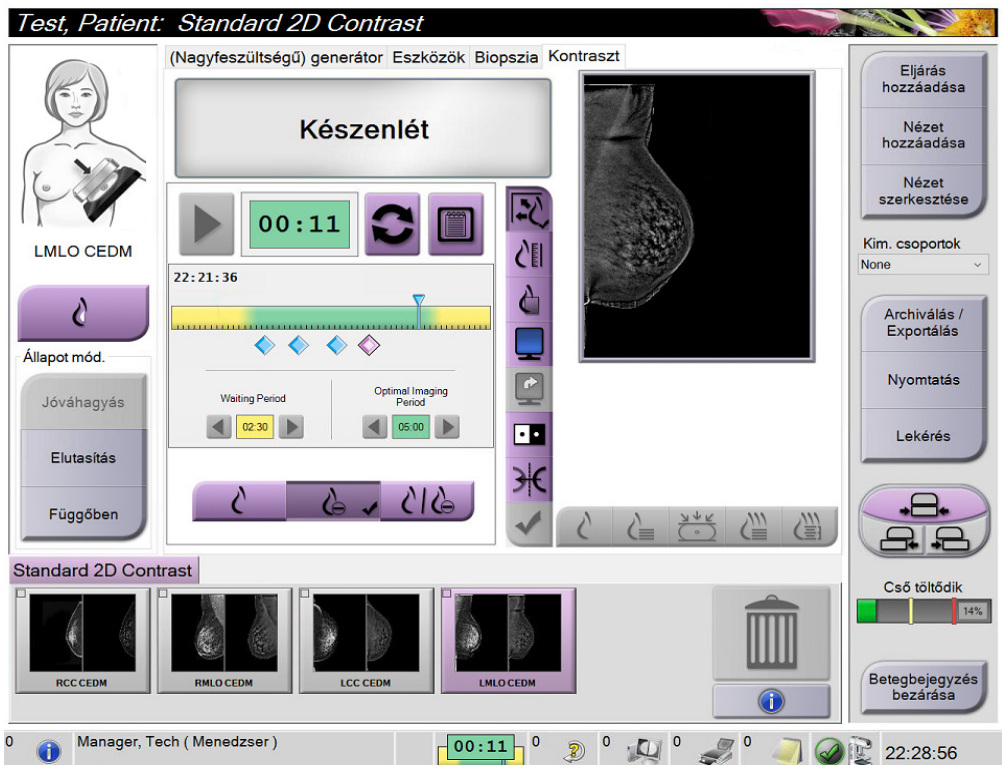 Test, Patient: Standard 2D Contrast
(Nagyfeszültségű) generátor Eszközök Biopszia Kontraszt
Készenlét
00:11
22:21:36
Waiting Period
02:30
Optimal Imaging
Period
05:00
LMLO CEDM
Állapot mód.
Jóváhagyás
Elutasítás
Függőben
Eljárás
hozzáadása
Nézet
hozzáadása
Nézet
szerkesztése
Kim. csoportok
None
Archiválás /
Exportálás
Nyomtatás
Lekérés
Cső töltődik
14%
Betegbejegyzés
bezárása
Standard 2D Contrast
RCC CEDM
RMLO CEDM
LCC CEDM
LMLO CEDM
0
Manager, Tech ( Menedzser )
00:11
0
0
0
0
22:28:56